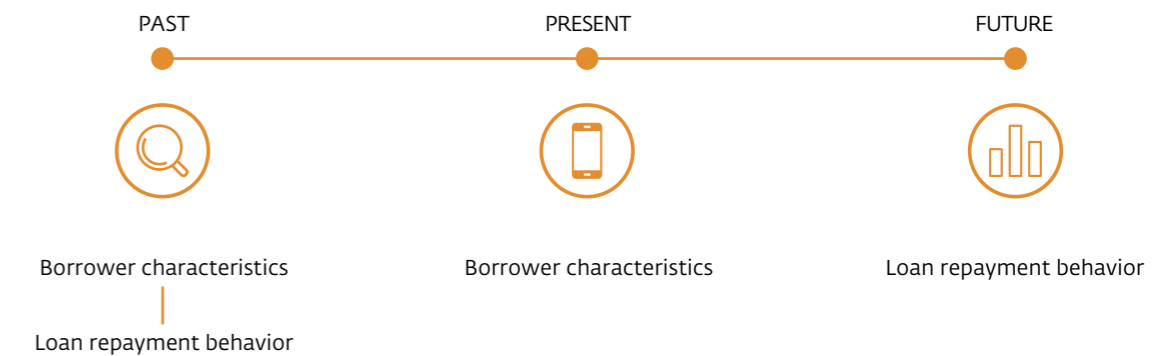 PAST
PRESENT
FUTURE
Borrower characteristics
Borrower characteristics
Loan repayment behavior
Loan repayment behavior